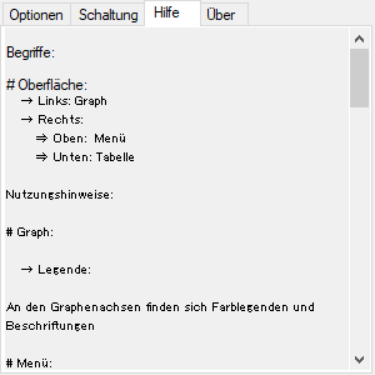 Optionen Schaltung Hilfe Über
Begriffe:
# Oberfläche:
→ Links: Graph
→ Rechts:
⇒ Oben: Menü
⇒ Unten: Tabelle
Nutzungshinweise:
# Graph:
→ Legende:
An den Graphenachsen finden sich Farblegenden und
Beschriftungen
# Menü: